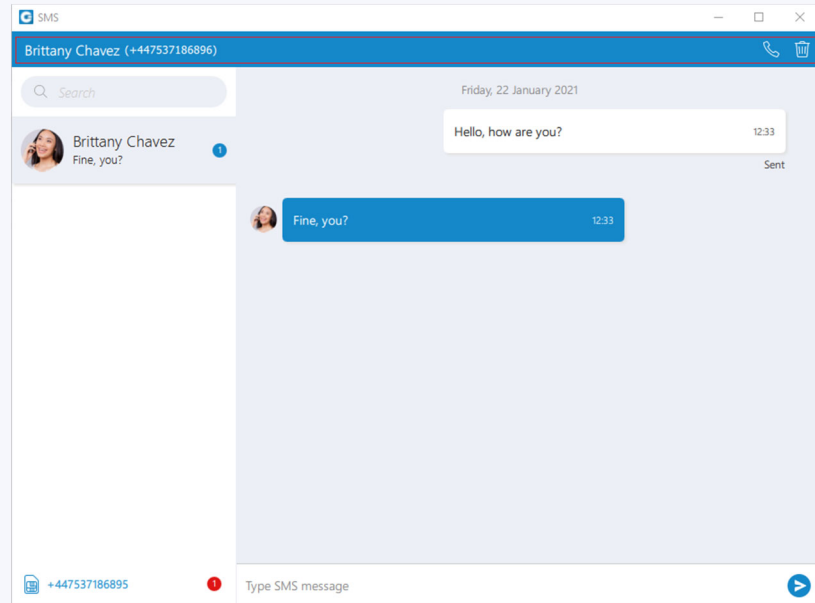 SMS
Brittany Chavez (+447537186896)
Search
Friday, 22 January 2021
Hello, how are you? 12:33
Sent
Brittany Chavez
Fine, you? 1
Fine, you? 12:33
+447537186895 1
Type SMS message